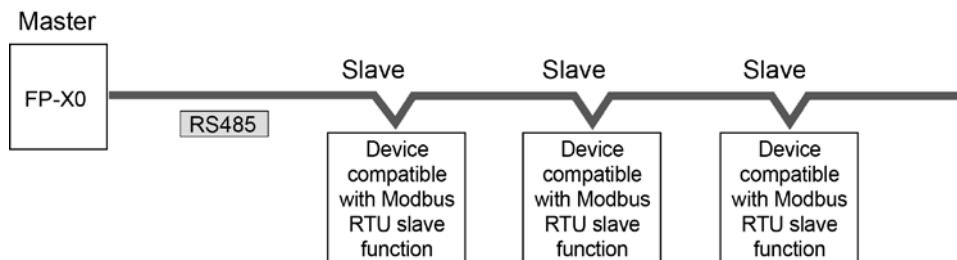 Master
FP-X0
RS485
Slave
Slave
Slave
Device
compatible
with Modbus
RTU slave
function
Device
compatible
with Modbus
RTU slave
function
Device
compatible
with Modbus
RTU slave
function